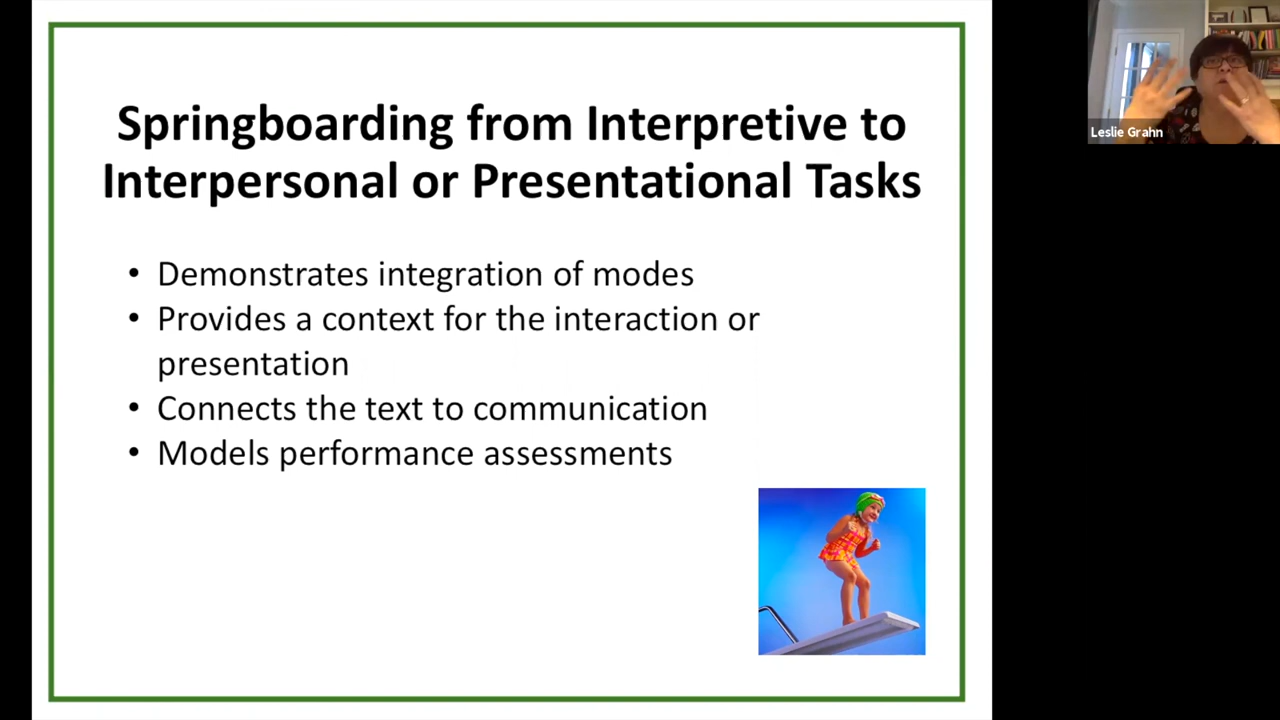 Springboarding from Interpretive to
Interpersonal or Presentational Tasks
• Demonstrates integration of modes
• Provides a context for the interaction or
presentation
• Connects the text to communication
• Models performance assessments
Leslie Grahn